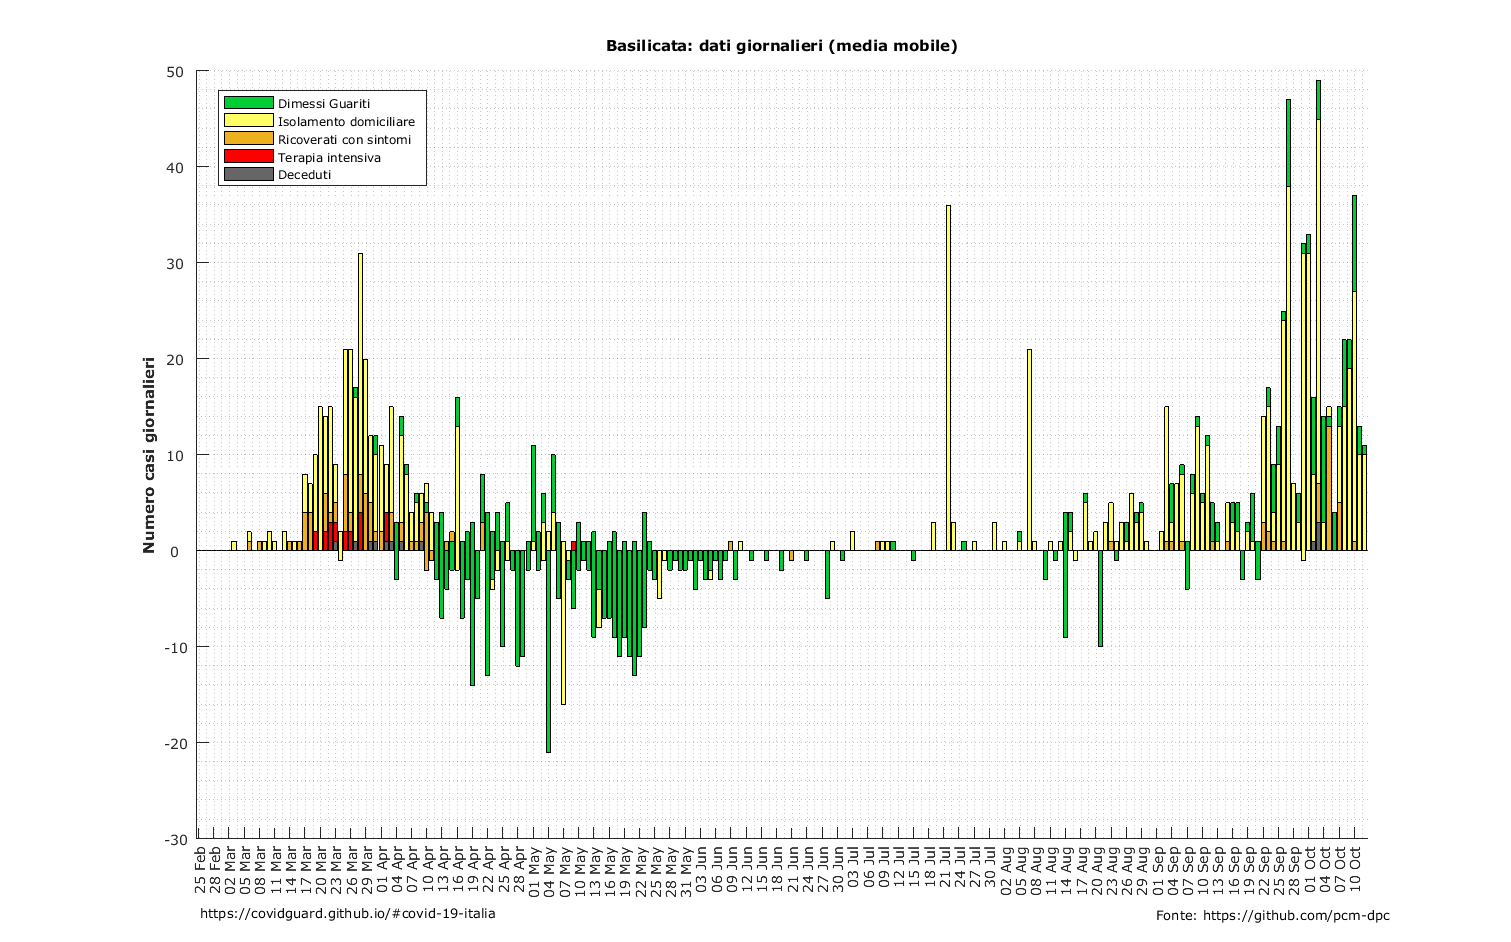 Basilicata: dati giornalieri (media mobile)
Dimessi Guariti
Isolamento domiciliare
Ricoverati con sintomi
Terapia intensiva
Deceduti
Numero casi giornalieri
50
40
30
20
10
0
-10
-20
-30
25 Feb
28 Feb
02 Mar
05 Mar
08 Mar
11 Mar
14 Mar
17 Mar
20 Mar
23 Mar
26 Mar
29 Mar
01 Apr
04 Apr
07 Apr
10 Apr
13 Apr
16 Apr
19 Apr
22 Apr
25 Apr
28 Apr
01 May
04 May
07 May
10 May
13 May
16 May
19 May
22 May
25 May
28 May
31 May
03 Jun
06 Jun
09 Jun
12 Jun
15 Jun
18 Jun
21 Jun
24 Jun
27 Jun
30 Jun
03 Jul
06 Jul
09 Jul
12 Jul
15 Jul
18 Jul
21 Jul
24 Jul
27 Jul
30 Jul
02 Aug
05 Aug
08 Aug
11 Aug
14 Aug
17 Aug
20 Aug
23 Aug
26 Aug
29 Aug
01 Sep
04 Sep
07 Sep
10 Sep
13 Sep
16 Sep
19 Sep
22 Sep
25 Sep
28 Sep
01 Oct
04 Oct
07 Oct
10 Oct
https://covidguard.github.io/#covid-19-italia
Fonte: https://github.com/pcm-dpc